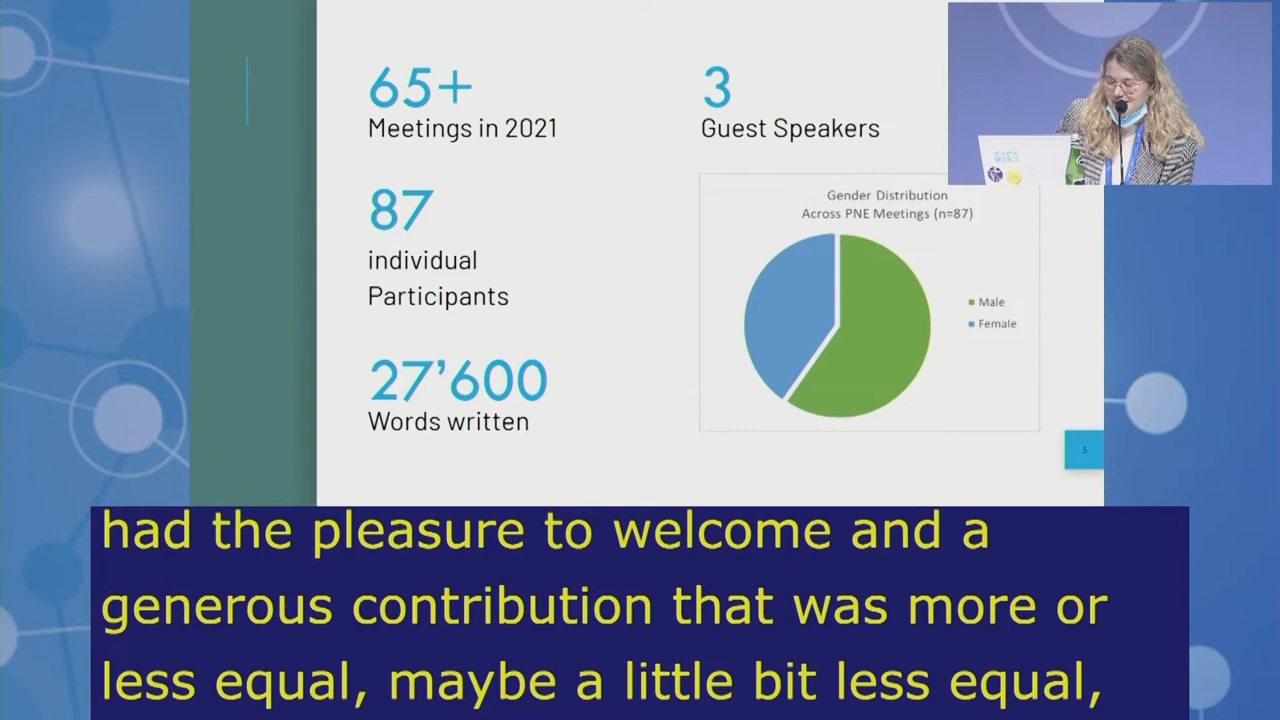 65+
Meetings in 2021
3
Guest Speakers
87
individual
Participants
27’600
Words written
Gender Distribution
Across PNE Meetings (n=87)
Male
Female
5
had the pleasure to welcome and a
generous contribution that was more or
less equal, maybe a little bit less equal,